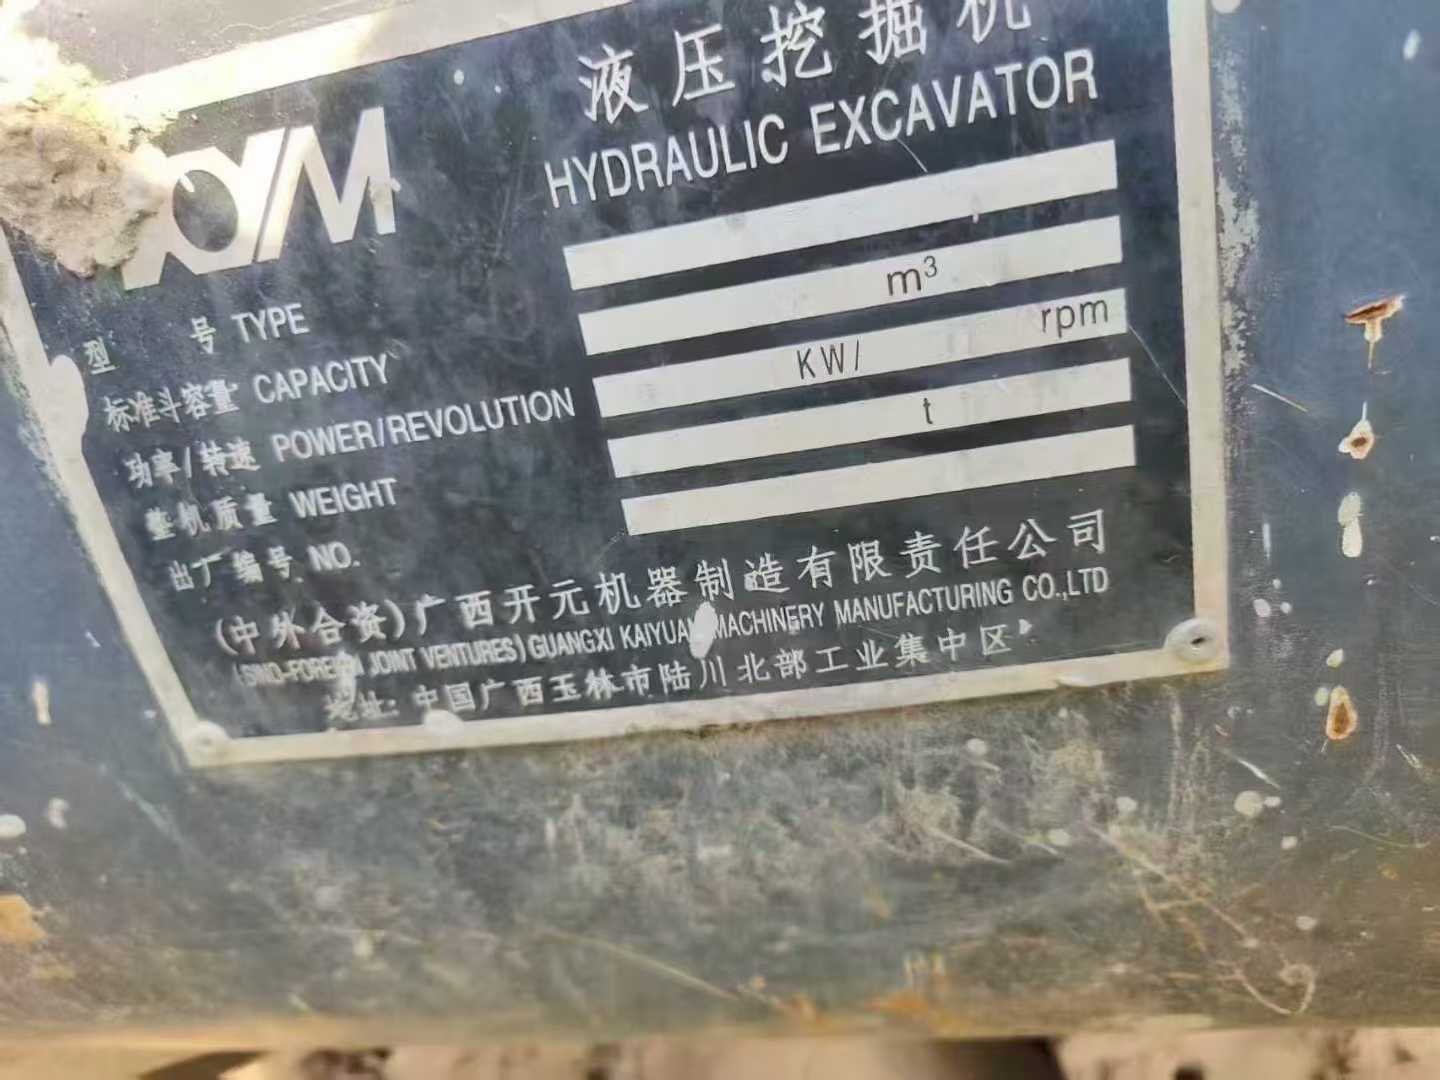 液压挖掘机
HYDRAULIC EXCAVATOR
型 号 TYPE
标准斗容量 CAPACITY m³
功率/转速 POWER/REVOLUTION KW/ rpm
整机质量 WEIGHT t
出厂编号 NO.
(中外合资)广西开元机器制造有限责任公司
(SINO-FOREIGN JOINT VENTURES) GUANGXI KAIYUAN MACHINERY MANUFACTURING CO.,LTD
地址: 中国广西玉林市陆川北部工业集中区